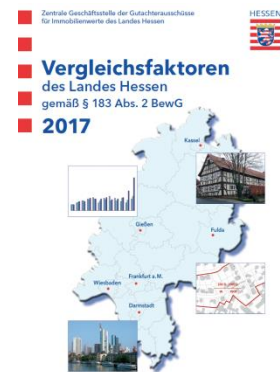 Zentrale Geschäftsstelle der Gutachterausschüsse
für Immobilienwerte des Landes Hessen
HESSEN
Vergleichsfaktoren
des Landes Hessen
gemäß § 183 Abs. 2 BewG
2017
Kassel
Gießen
Fulda
Frankfurt a.M.
Wiesbaden
Darmstadt